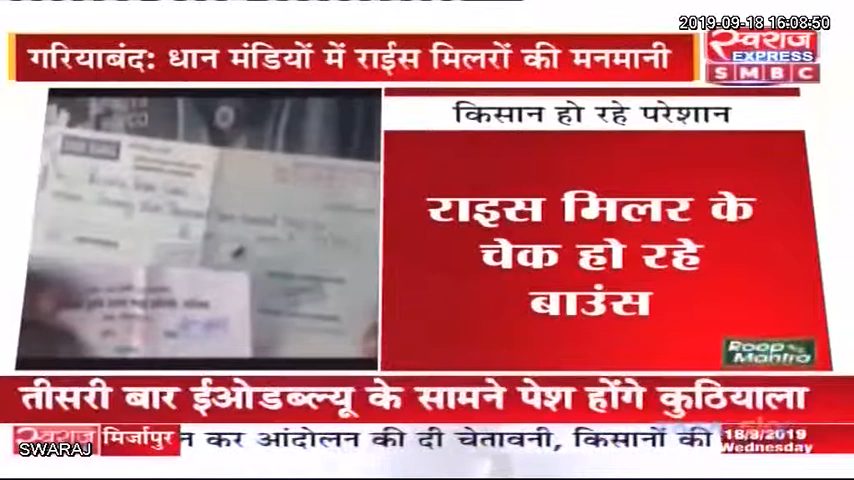 2019-09-18 16:08:50
गरियाबंद: धान मंडियों में राईस मिलरों की मनमानी
स्वराज
EXPRESS
SMBC
किसान हो रहे परेशान
राइस मिलर के
चेक हो रहे
बाउंस
Roop Mantra
तीसरी बार ईओडब्ल्यू के सामने पेश होंगे कुठियाला
स्वराज मिर्जापुर न कर आंदोलन की दी चेतावनी, किसानों की
18/9/2019
Wednesday
SWARAJ